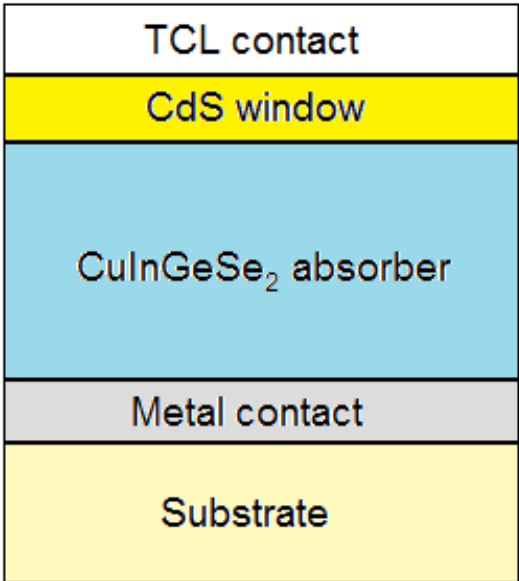 TCL contact
CdS window
CuInGeSe₂ absorber
Metal contact
Substrate